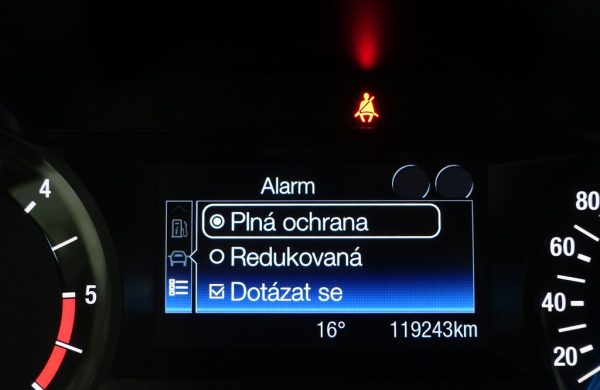 Alarm
Plná ochrana
Redukovaná
Dotázat se
16° 119243km
4
5
80
60
40
20